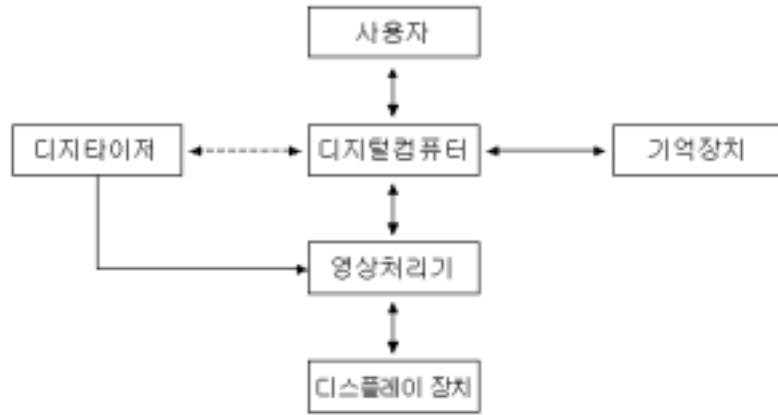 사용자
디지타이저
디지털컴퓨터
기억장치
영상처리기
디스플레이 장치